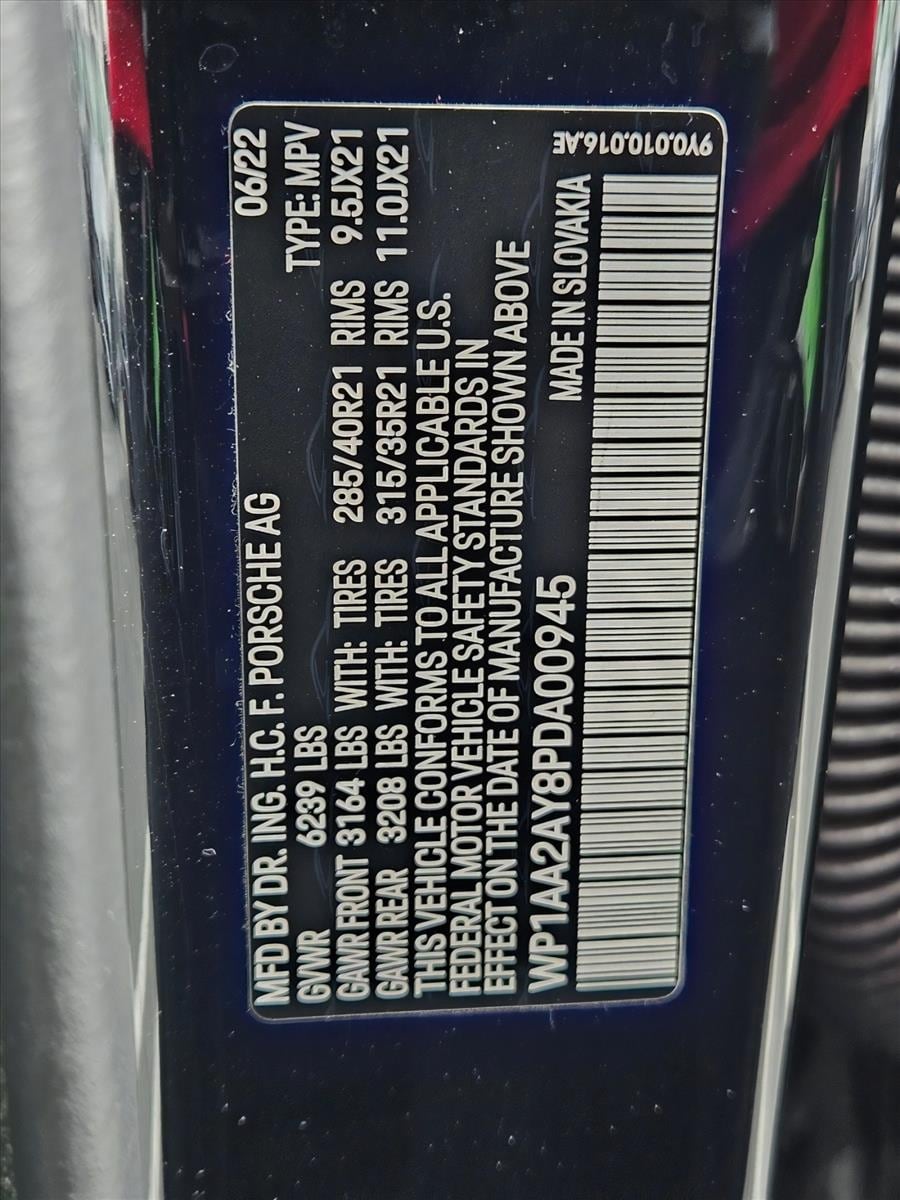 06/22
MFD BY DR. ING. H.C. F. PORSCHE AG
TYPE: MPV
GVWR 6239 LBS
GAWR FRONT 3164 LBS WITH: TIRES 285/40R21 RIMS 9.5JX21
GAWR REAR 3208 LBS WITH: TIRES 315/35R21 RIMS 11.0JX21
THIS VEHICLE CONFORMS TO ALL APPLICABLE U.S.
FEDERAL MOTOR VEHICLE SAFETY STANDARDS IN
EFFECT ON THE DATE OF MANUFACTURE SHOWN ABOVE
WP1AA2AY8PDA00945
MADE IN SLOVAKIA
9Y0.010.016.AE